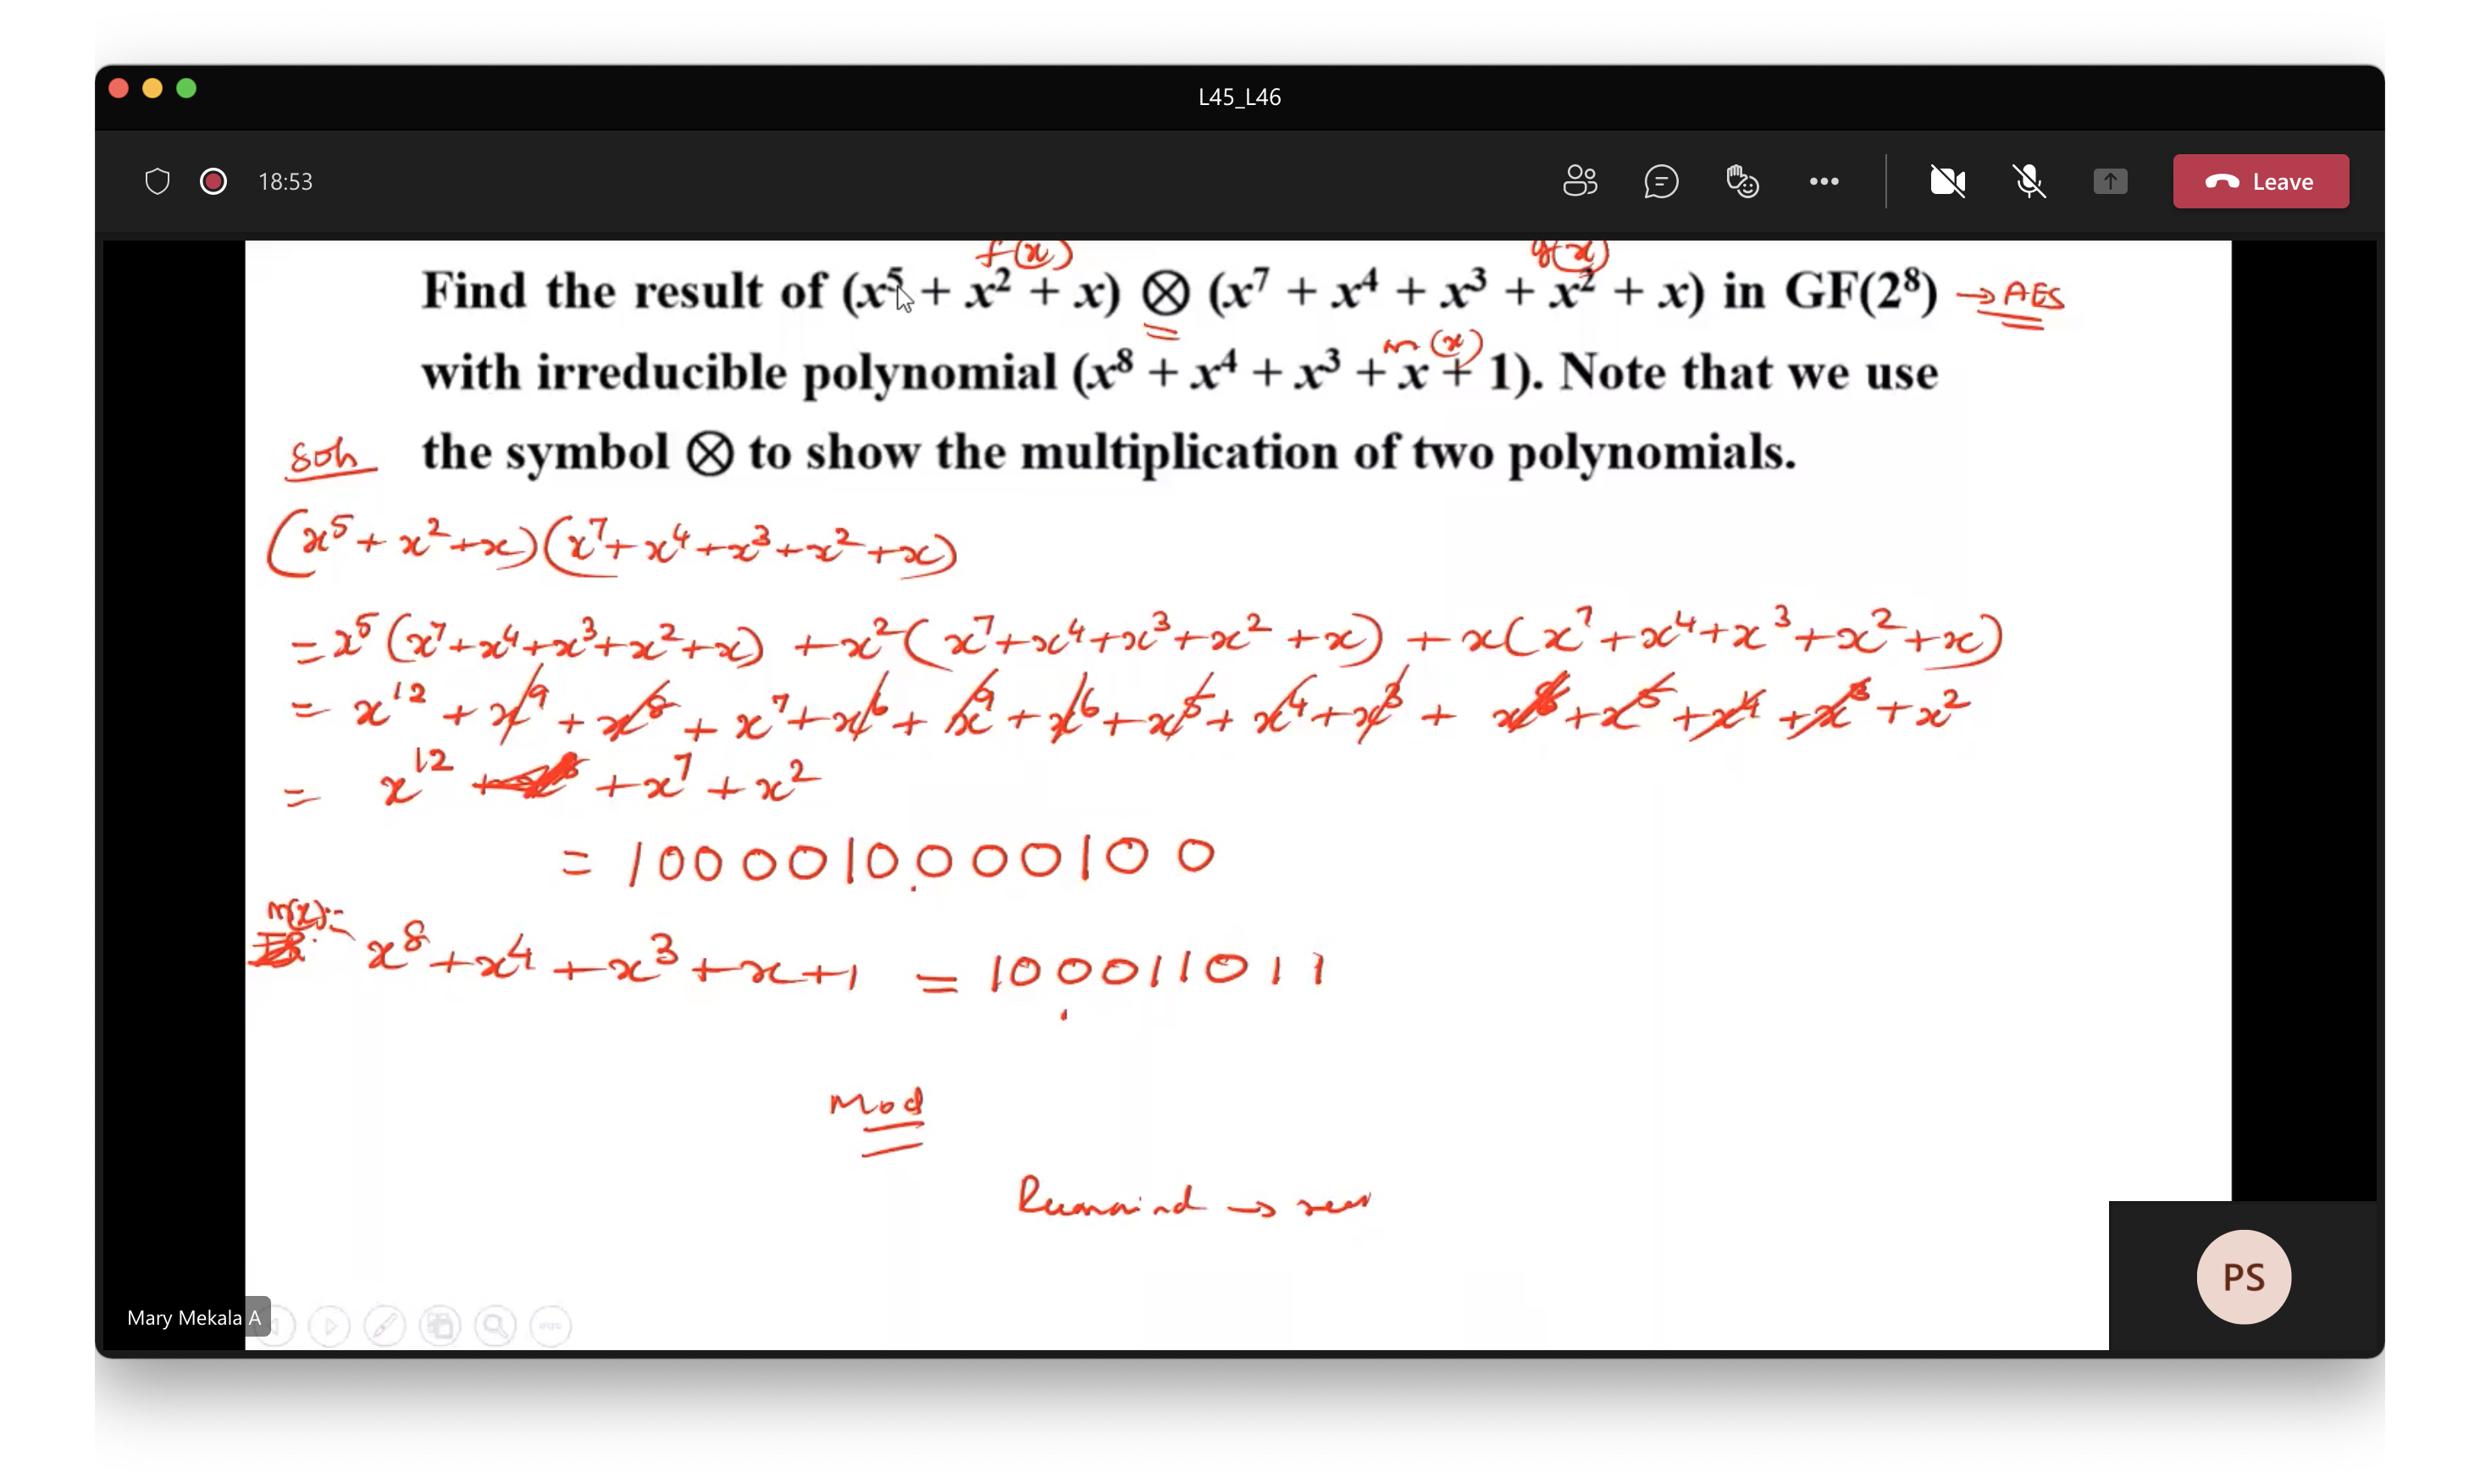 L45_L46
18:53
Leave
f(x) g(x)
Find the result of (x⁵ + x² + x) ⊗ (x⁷ + x⁴ + x³ + x² + x) in GF(2⁸) → AES
m(x)
with irreducible polynomial (x⁸ + x⁴ + x³ + x + 1). Note that we use
the symbol ⊗ to show the multiplication of two polynomials.
Soln
(x⁵ + x² + x)(x⁷ + x⁴ + x³ + x² + x)
= x⁵(x⁷ + x⁴ + x³ + x² + x) + x²(x⁷ + x⁴ + x³ + x² + x) + x(x⁷ + x⁴ + x³ + x² + x)
= x¹² + x⁹ + x⁸ + x⁷ + x⁶ + x⁹ + x⁶ + x⁵ + x⁴ + x³ + x⁸ + x⁵ + x⁴ + x³ + x²
= x¹² + x⁷ + x²
= 1000010000100
m(x):-
x⁸ + x⁴ + x³ + x + 1 = 100011011
Mod
Remaind →
Mary Mekala A
PS